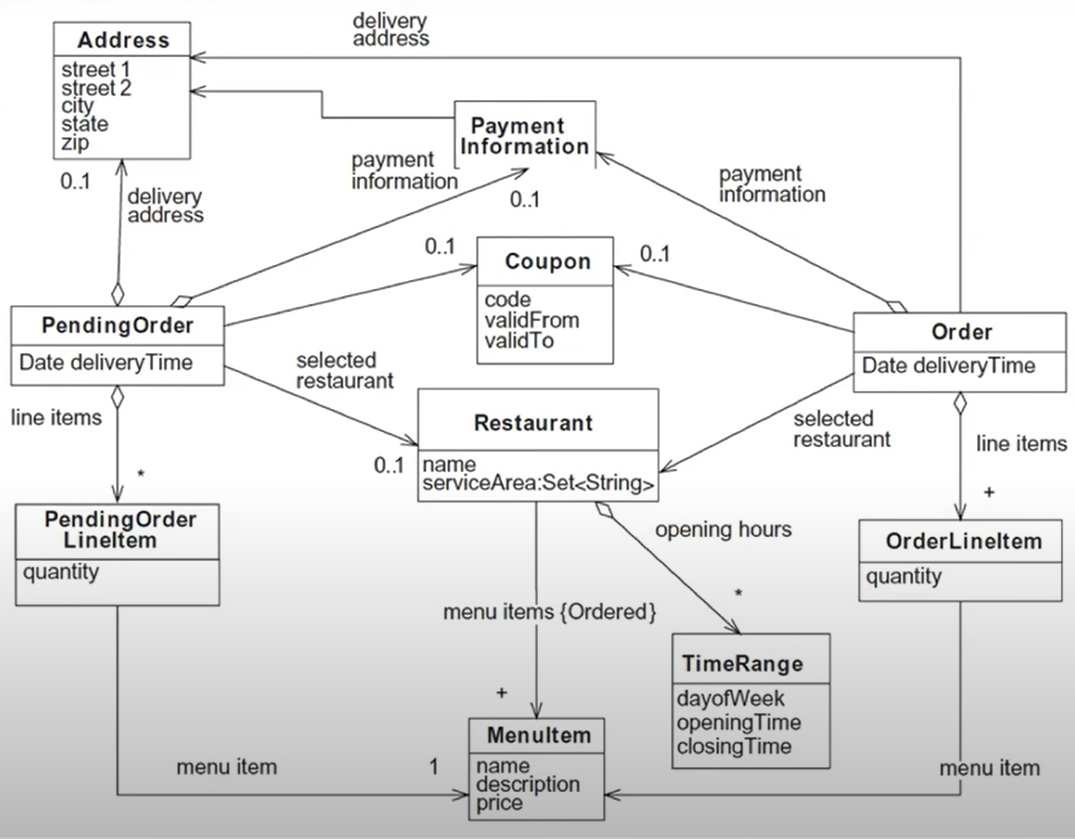 delivery
address
Address
street 1
street 2
city
state
zip
Payment
Information
payment
information
0..1
delivery
address
payment
information
0..1
0..1
Coupon
0..1
code
validFrom
validTo
PendingOrder
Date deliveryTime
Order
Date deliveryTime
selected
restaurant
line items
Restaurant
selected
restaurant
0..1
name
serviceArea:Set<String>
line items
*
+
PendingOrder
LineItem
quantity
opening hours
OrderLineItem
quantity
menu items {Ordered}
*
TimeRange
dayofWeek
openingTime
closingTime
+
MenuItem
name
description
price
menu item
1
menu item